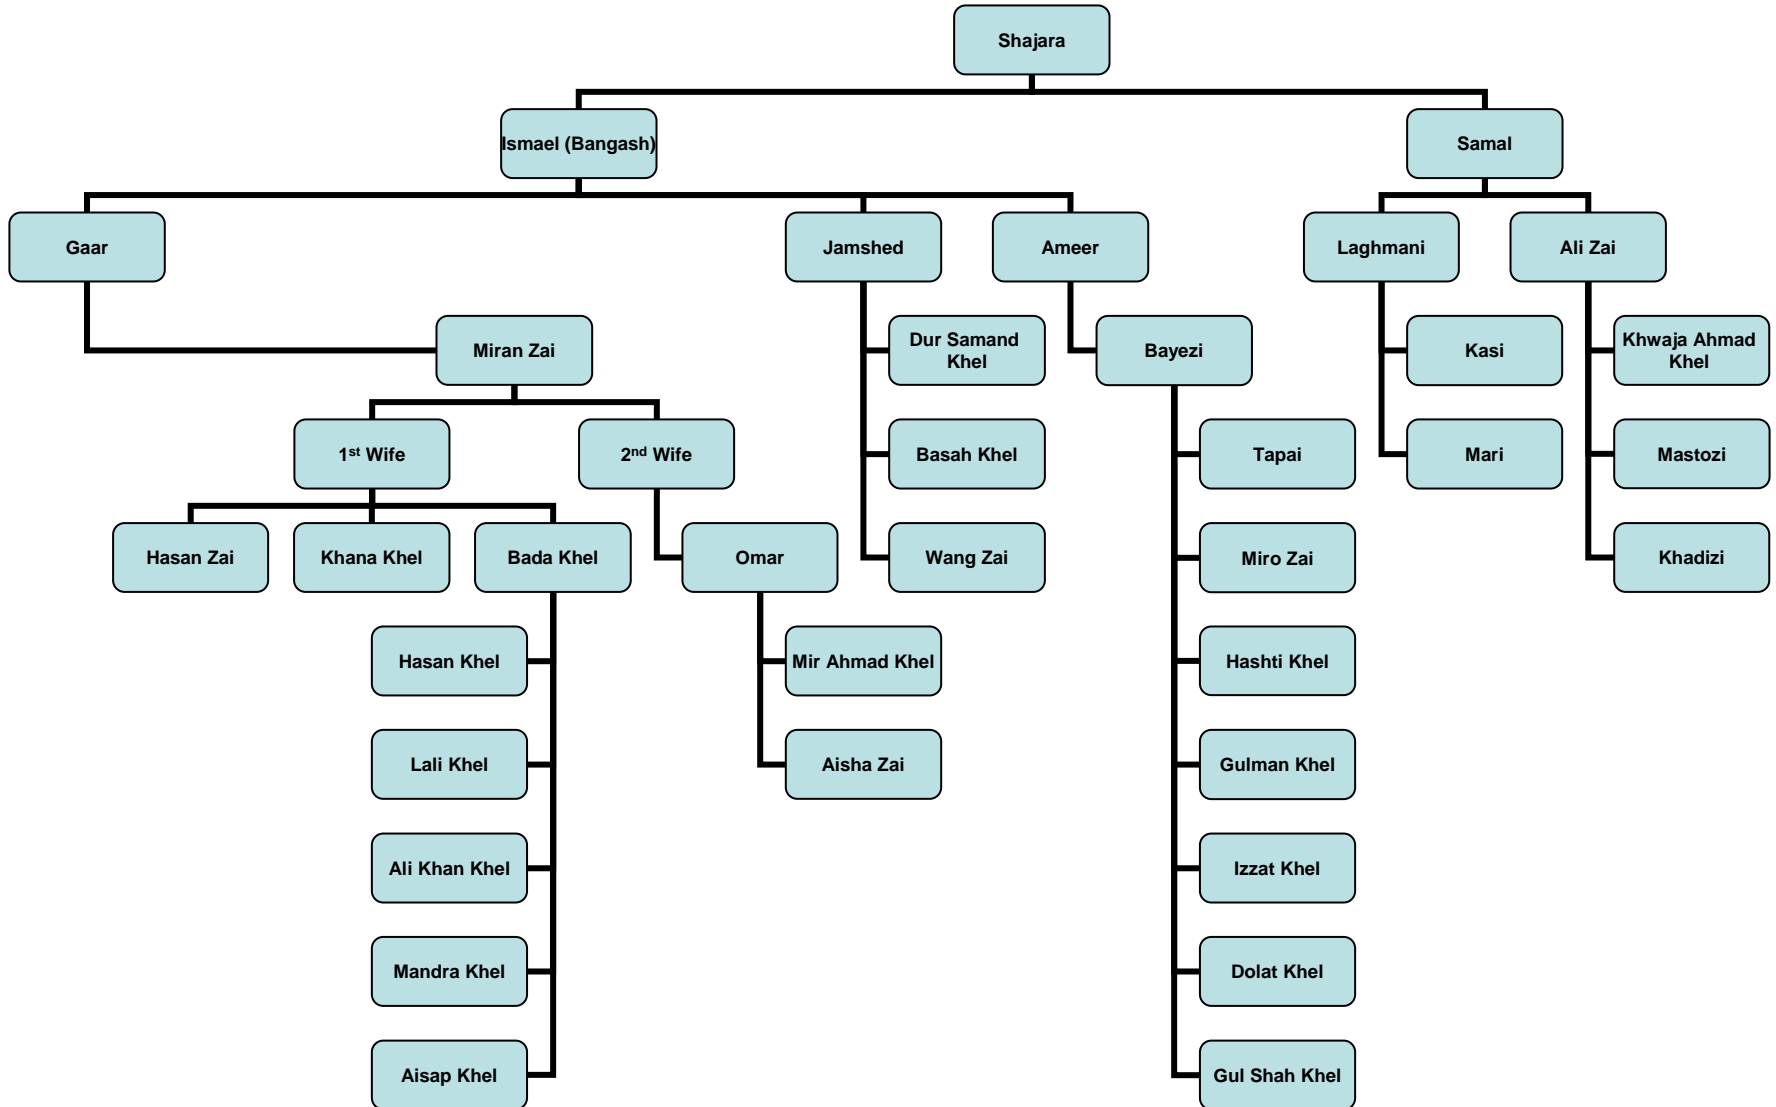 Shajara
Ismael (Bangash)
Samal
Gaar
Jamshed
Ameer
Laghmani
Ali Zai
Miran Zai
Dur Samand
Khel
Bayezi
Kasi
Khwaja Ahmad
Khel
1st Wife
2nd Wife
Basah Khel
Tapai
Mari
Mastozi
Hasan Zai
Khana Khel
Bada Khel
Omar
Wang Zai
Miro Zai
Khadizi
Hasan Khel
Mir Ahmad Khel
Hashti Khel
Lali Khel
Aisha Zai
Gulman Khel
Ali Khan Khel
Izzat Khel
Mandra Khel
Dolat Khel
Aisap Khel
Gul Shah Khel